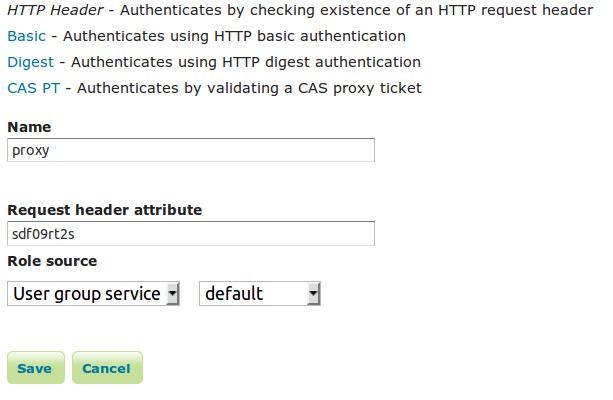 HTTP Header - Authenticates by checking existence of an HTTP request header
Basic - Authenticates using HTTP basic authentication
Digest - Authenticates using HTTP digest authentication
CAS PT - Authenticates by validating a CAS proxy ticket
Name
proxy
Request header attribute
sdf09rt2s
Role source
User group service default
Save Cancel